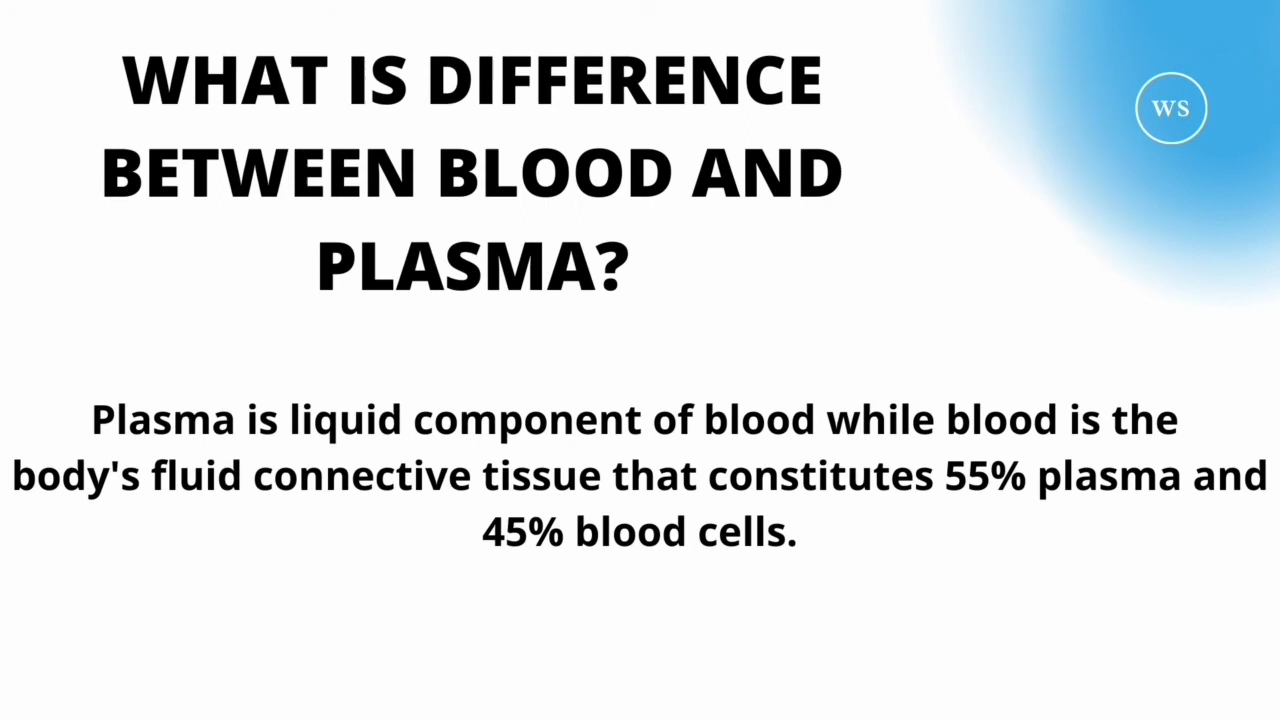 WHAT IS DIFFERENCE
BETWEEN BLOOD AND
PLASMA?
WS
Plasma is liquid component of blood while blood is the
body's fluid connective tissue that constitutes 55% plasma and
45% blood cells.